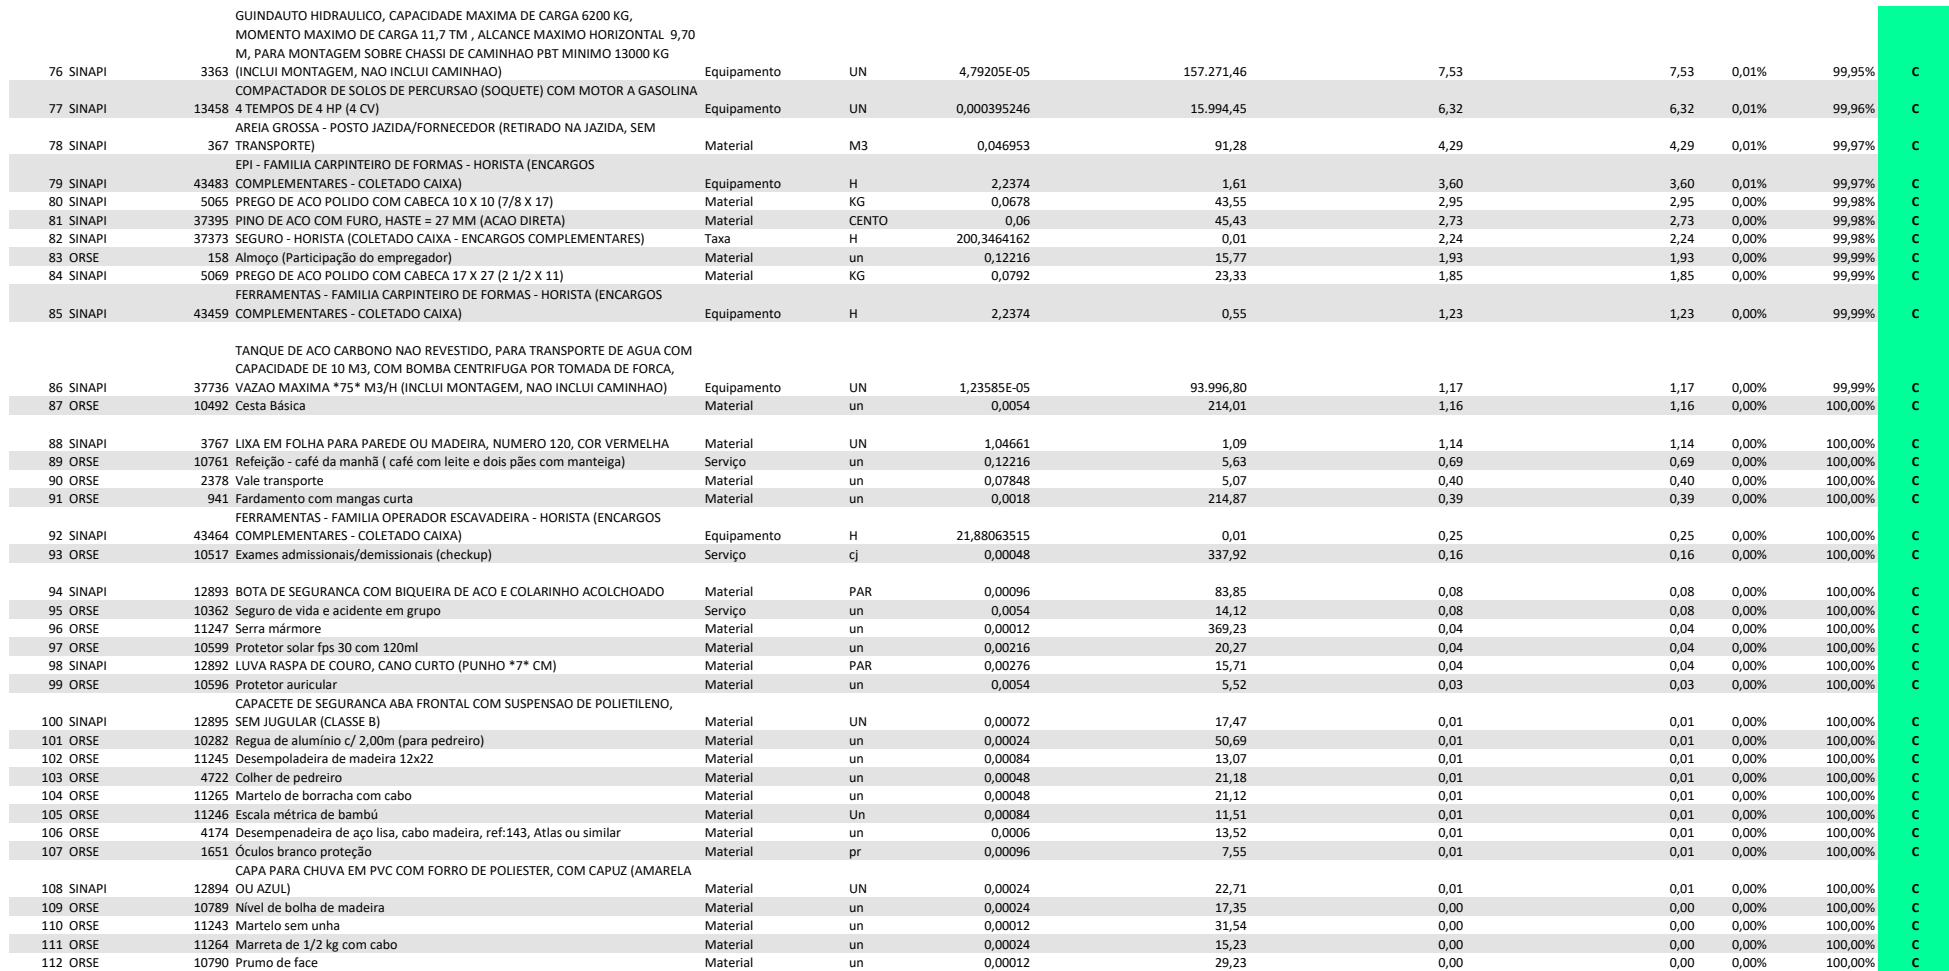 GUINDAUTO HIDRAULICO, CAPACIDADE MAXIMA DE CARGA 6200 KG,
MOMENTO MAXIMO DE CARGA 11,7 TM , ALCANCE MAXIMO HORIZONTAL 9,70
M, PARA MONTAGEM SOBRE CHASSI DE CAMINHAO PBT MINIMO 13000 KG
76 SINAPI 3363 (INCLUI MONTAGEM, NAO INCLUI CAMINHAO) Equipamento UN 4,79205E-05 157.271,46 7,53 7,53 0,01% 99,95% C
COMPACTADOR DE SOLOS DE PERCURSAO (SOQUETE) COM MOTOR A GASOLINA
77 SINAPI 13458 4 TEMPOS DE 4 HP (4 CV) Equipamento UN 0,000395246 15.994,45 6,32 6,32 0,01% 99,96% C
AREIA GROSSA - POSTO JAZIDA/FORNECEDOR (RETIRADO NA JAZIDA, SEM
78 SINAPI 367 TRANSPORTE) Material M3 0,046953 91,28 4,29 4,29 0,01% 99,97% C
EPI - FAMILIA CARPINTEIRO DE FORMAS - HORISTA (ENCARGOS
79 SINAPI 43483 COMPLEMENTARES - COLETADO CAIXA) Equipamento H 2,2374 1,61 3,60 3,60 0,01% 99,97% C
80 SINAPI 5065 PREGO DE ACO POLIDO COM CABECA 10 X 10 (7/8 X 17) Material KG 0,0678 43,55 2,95 2,95 0,00% 99,98% C
81 SINAPI 37395 PINO DE ACO COM FURO, HASTE = 27 MM (ACAO DIRETA) Material CENTO 0,06 45,43 2,73 2,73 0,00% 99,98% C
82 SINAPI 37373 SEGURO - HORISTA (COLETADO CAIXA - ENCARGOS COMPLEMENTARES) Taxa H 200,3464162 0,01 2,24 2,24 0,00% 99,98% C
83 ORSE 158 Almoço (Participação do empregador) Material un 0,12216 15,77 1,93 1,93 0,00% 99,99% C
84 SINAPI 5069 PREGO DE ACO POLIDO COM CABECA 17 X 27 (2 1/2 X 11) Material KG 0,0792 23,33 1,85 1,85 0,00% 99,99% C
FERRAMENTAS - FAMILIA CARPINTEIRO DE FORMAS - HORISTA (ENCARGOS
85 SINAPI 43459 COMPLEMENTARES - COLETADO CAIXA) Equipamento H 2,2374 0,55 1,23 1,23 0,00% 99,99% C
TANQUE DE ACO CARBONO NAO REVESTIDO, PARA TRANSPORTE DE AGUA COM
CAPACIDADE DE 10 M3, COM BOMBA CENTRIFUGA POR TOMADA DE FORCA,
86 SINAPI 37736 VAZAO MAXIMA *75* M3/H (INCLUI MONTAGEM, NAO INCLUI CAMINHAO) Equipamento UN 1,23585E-05 93.996,80 1,17 1,17 0,00% 99,99% C
87 ORSE 10492 Cesta Básica Material un 0,0054 214,01 1,16 1,16 0,00% 100,00% C
88 SINAPI 3767 LIXA EM FOLHA PARA PAREDE OU MADEIRA, NUMERO 120, COR VERMELHA Material UN 1,04661 1,09 1,14 1,14 0,00% 100,00% C
89 ORSE 10761 Refeição - café da manhã ( café com leite e dois pães com manteiga) Serviço un 0,12216 5,63 0,69 0,69 0,00% 100,00% C
90 ORSE 2378 Vale transporte Material un 0,07848 5,07 0,40 0,40 0,00% 100,00% C
91 ORSE 941 Fardamento com mangas curta Material un 0,0018 214,87 0,39 0,39 0,00% 100,00% C
FERRAMENTAS - FAMILIA OPERADOR ESCAVADEIRA - HORISTA (ENCARGOS
92 SINAPI 43464 COMPLEMENTARES - COLETADO CAIXA) Equipamento H 21,88063515 0,01 0,25 0,25 0,00% 100,00% C
93 ORSE 10517 Exames admissionais/demissionais (checkup) Serviço cj 0,00048 337,92 0,16 0,16 0,00% 100,00% C
94 SINAPI 12893 BOTA DE SEGURANCA COM BIQUEIRA DE ACO E COLARINHO ACOLCHOADO Material PAR 0,00096 83,85 0,08 0,08 0,00% 100,00% C
95 ORSE 10362 Seguro de vida e acidente em grupo Serviço un 0,0054 14,12 0,08 0,08 0,00% 100,00% C
96 ORSE 11247 Serra mármore Material un 0,00012 369,23 0,04 0,04 0,00% 100,00% C
97 ORSE 10599 Protetor solar fps 30 com 120ml Material un 0,00216 20,27 0,04 0,04 0,00% 100,00% C
98 SINAPI 12892 LUVA RASPA DE COURO, CANO CURTO (PUNHO *7* CM) Material PAR 0,00276 15,71 0,04 0,04 0,00% 100,00% C
99 ORSE 10596 Protetor auricular Material un 0,0054 5,52 0,03 0,03 0,00% 100,00% C
CAPACETE DE SEGURANCA ABA FRONTAL COM SUSPENSAO DE POLIETILENO,
100 SINAPI 12895 SEM JUGULAR (CLASSE B) Material UN 0,00072 17,47 0,01 0,01 0,00% 100,00% C
101 ORSE 10282 Regua de alumínio c/ 2,00m (para pedreiro) Material un 0,00024 50,69 0,01 0,01 0,00% 100,00% C
102 ORSE 11245 Desempoladeira de madeira 12x22 Material un 0,00084 13,07 0,01 0,01 0,00% 100,00% C
103 ORSE 4722 Colher de pedreiro Material un 0,00048 21,18 0,01 0,01 0,00% 100,00% C
104 ORSE 11265 Martelo de borracha com cabo Material un 0,00048 21,12 0,01 0,01 0,00% 100,00% C
105 ORSE 11246 Escala métrica de bambú Material Un 0,00084 11,51 0,01 0,01 0,00% 100,00% C
106 ORSE 4174 Desempenadeira de aço lisa, cabo madeira, ref:143, Atlas ou similar Material un 0,0006 13,52 0,01 0,01 0,00% 100,00% C
107 ORSE 1651 Óculos branco proteção Material pr 0,00096 7,55 0,01 0,01 0,00% 100,00% C
CAPA PARA CHUVA EM PVC COM FORRO DE POLIESTER, COM CAPUZ (AMARELA
108 SINAPI 12894 OU AZUL) Material UN 0,00024 22,71 0,01 0,01 0,00% 100,00% C
109 ORSE 10789 Nível de bolha de madeira Material un 0,00024 17,35 0,00 0,00 0,00% 100,00% C
110 ORSE 11243 Martelo sem unha Material un 0,00012 31,54 0,00 0,00 0,00% 100,00% C
111 ORSE 11264 Marreta de 1/2 kg com cabo Material un 0,00024 15,23 0,00 0,00 0,00% 100,00% C
112 ORSE 10790 Prumo de face Material un 0,00012 29,23 0,00 0,00 0,00% 100,00% C